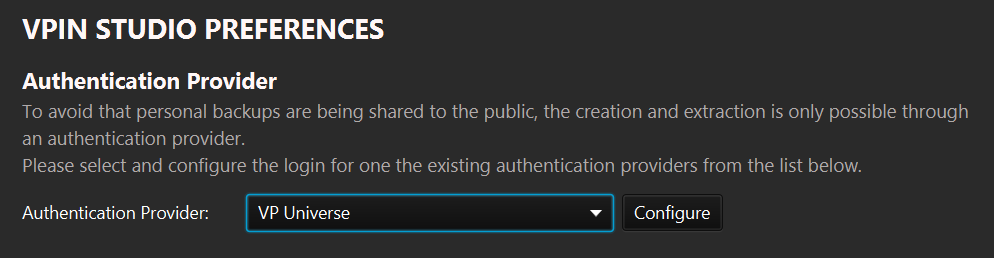 VPIN STUDIO PREFERENCES
Authentication Provider
To avoid that personal backups are being shared to the public, the creation and extraction is only possible through
an authentication provider.
Please select and configure the login for one the existing authentication providers from the list below.
Authentication Provider: VP Universe Configure